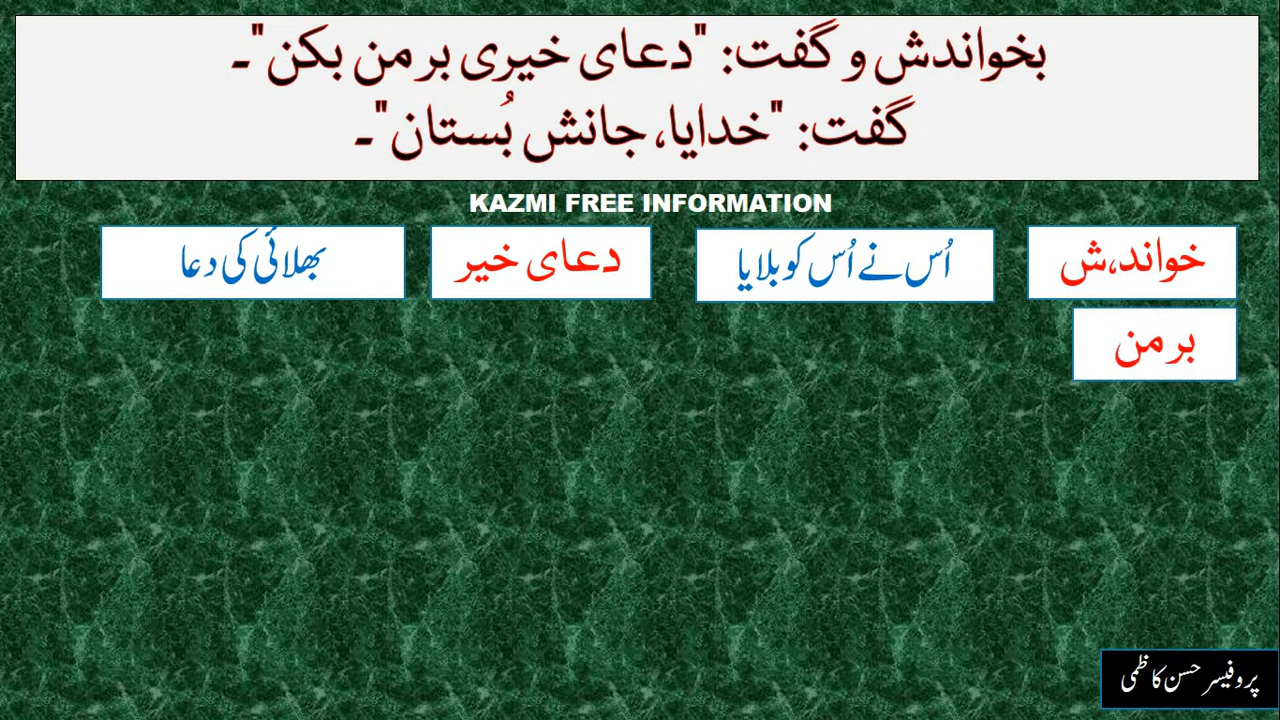 بخواندش و گفت: "دعای خیری بر من بکن"۔
گفت: "خدایا، جانش بُستان"۔
KAZMI FREE INFORMATION
خواند،ش اُس نے اُس کو بلایا دعای خیر بھلائی کی دعا
بر من
پروفیسر حسن کاظمی